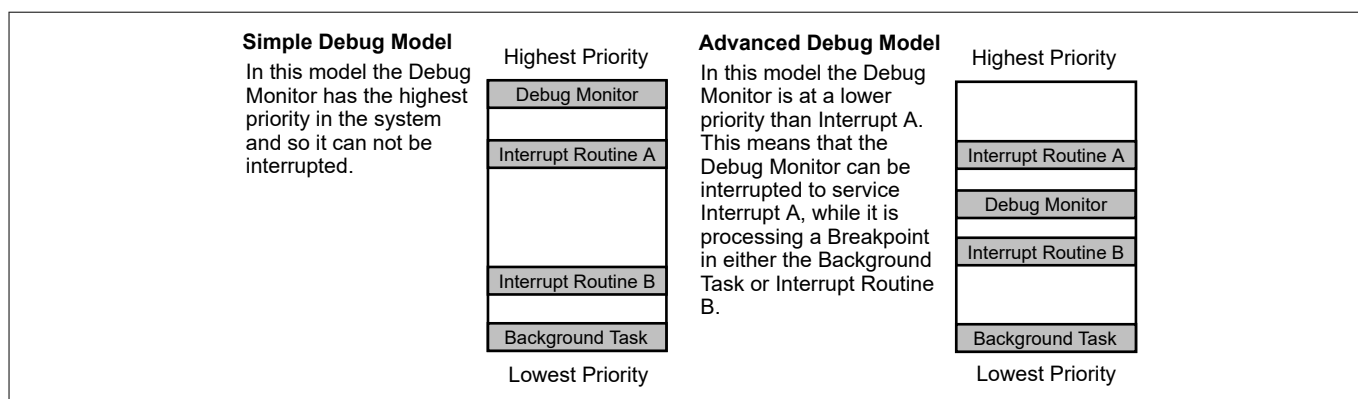 Simple Debug Model
In this model the Debug
Monitor has the highest
priority in the system
and so it can not be
interrupted.
Highest Priority
Debug Monitor
Interrupt Routine A
Interrupt Routine B
Background Task
Lowest Priority
Advanced Debug Model
In this model the Debug
Monitor is at a lower
priority than Interrupt A.
This means that the
Debug Monitor can be
interrupted to service
Interrupt A, while it is
processing a Breakpoint
in either the Background
Task or Interrupt Routine
B.
Highest Priority
Interrupt Routine A
Debug Monitor
Interrupt Routine B
Background Task
Lowest Priority